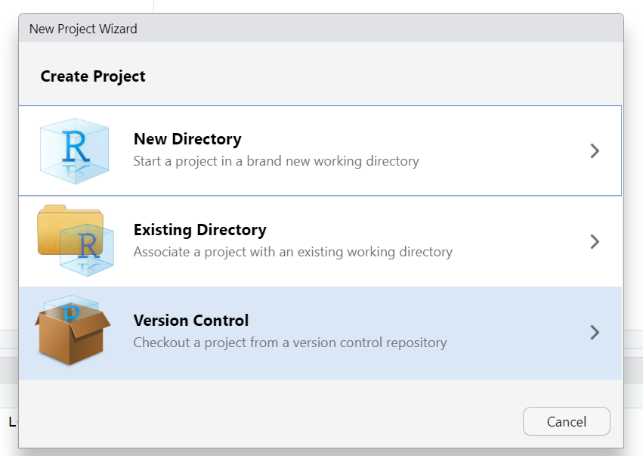 New Project Wizard
Create Project
New Directory
Start a project in a brand new working directory
Existing Directory
Associate a project with an existing working directory
Version Control
Checkout a project from a version control repository
Cancel